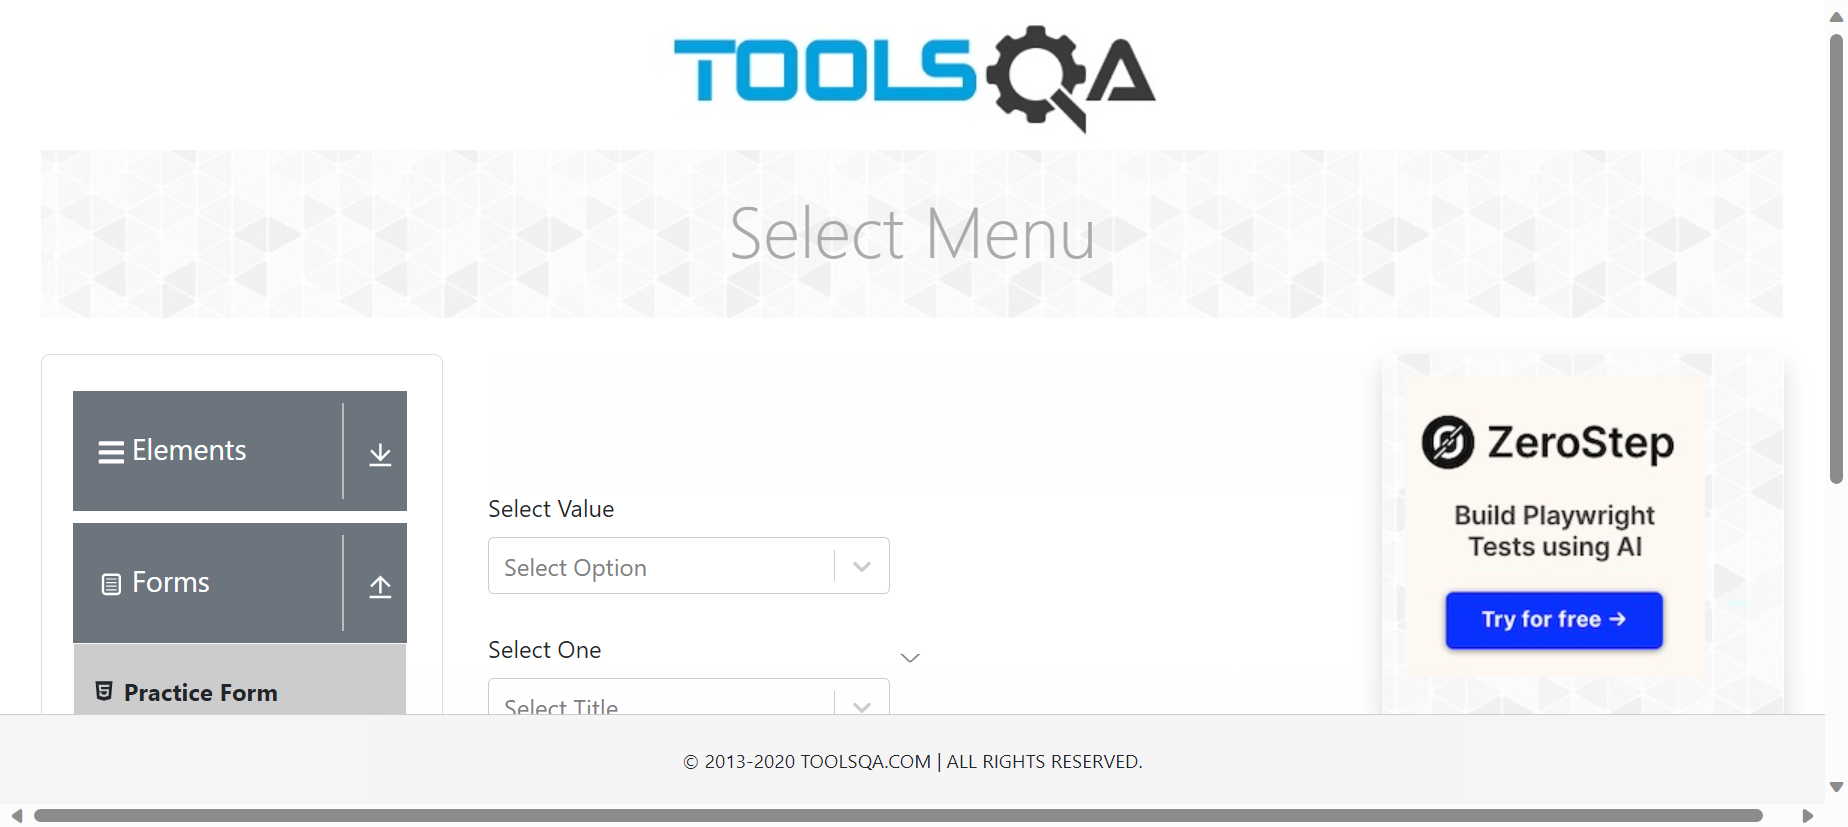 TOOLSQA
Select Menu
Elements
Forms
Practice Form
Select Value
Select Option
Select One
Select Title
ZeroStep
Build Playwright
Tests using AI
Try for free →
© 2013-2020 TOOLSQA.COM | ALL RIGHTS RESERVED.